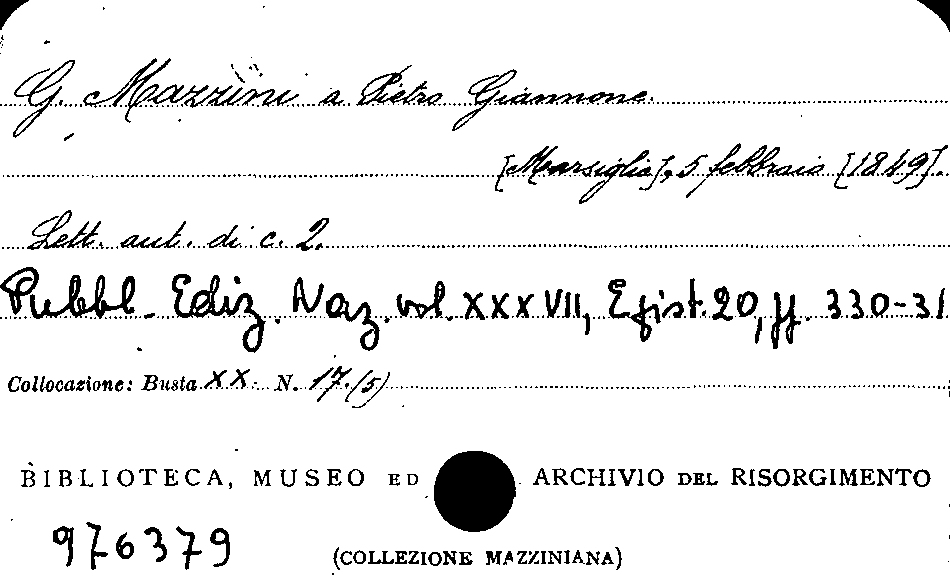 G. Mazzini a Pietro Giannone.
[Marsiglia], 5 febbraio [1849].
Lett. aut. di c. 2.
Pubbl. Ediz. Naz. vol. XXXVII, Epist. 20, pp. 330-31
Collocazione: Busta XX. N. 17.(5)
BIBLIOTECA, MUSEO ED ARCHIVIO DEL RISORGIMENTO
976379
(COLLEZIONE MAZZINIANA)